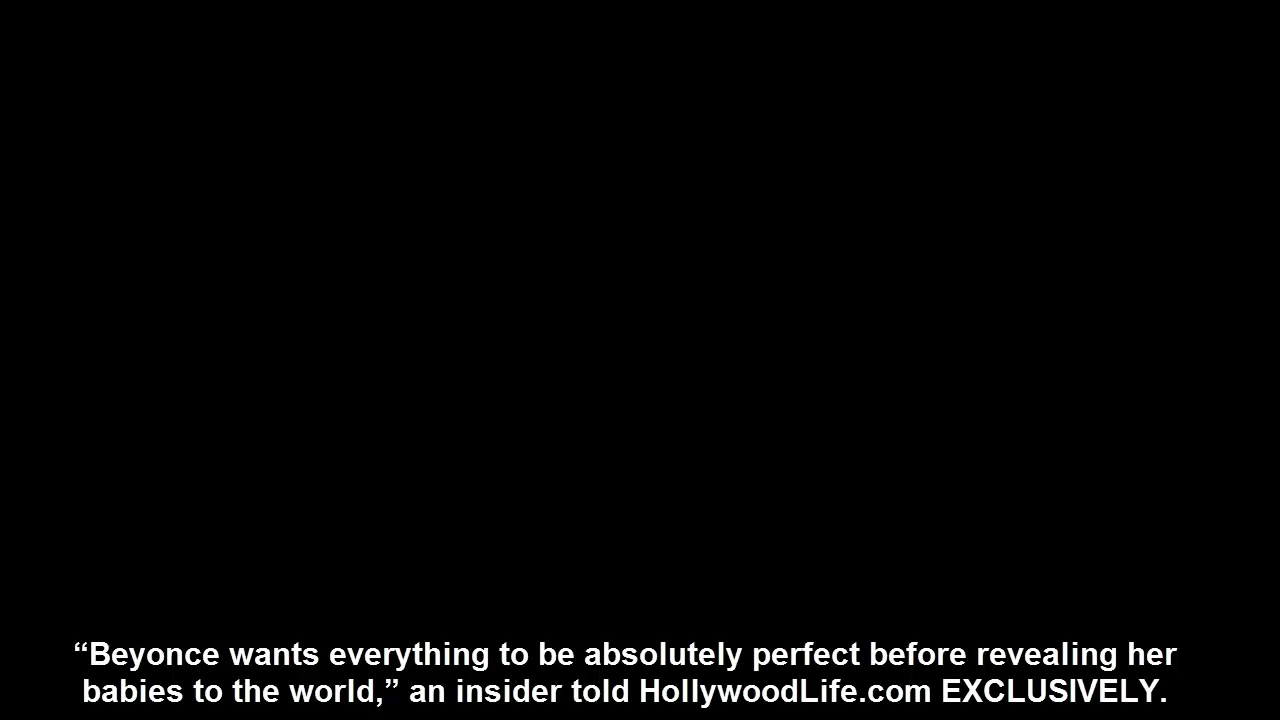 “Beyonce wants everything to be absolutely perfect before revealing her
babies to the world,” an insider told HollywoodLife.com EXCLUSIVELY.